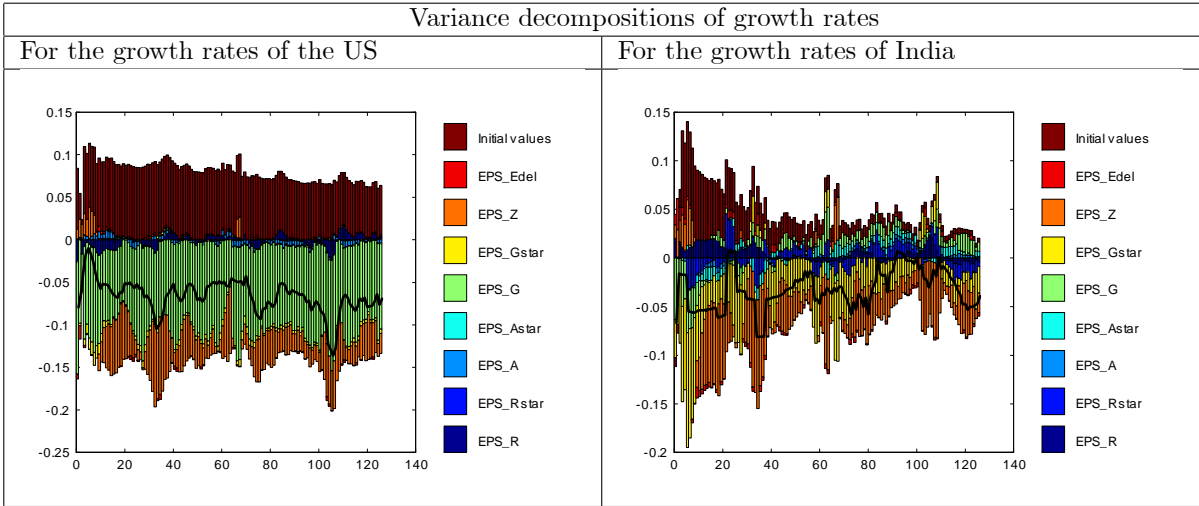 Variance decompositions of growth rates
For the growth rates of the US
For the growth rates of India
0.15
0.1
0.05
0
-0.05
-0.1
-0.15
-0.2
-0.25
0 20 40 60 80 100 120 140
Initial values
EPS_Edel
EPS_Z
EPS_Gstar
EPS_G
EPS_Astar
EPS_A
EPS_Rstar
EPS_R
0.15
0.1
0.05
0
-0.05
-0.1
-0.15
-0.2
0 20 40 60 80 100 120 140
Initial values
EPS_Edel
EPS_Z
EPS_Gstar
EPS_G
EPS_Astar
EPS_A
EPS_Rstar
EPS_R